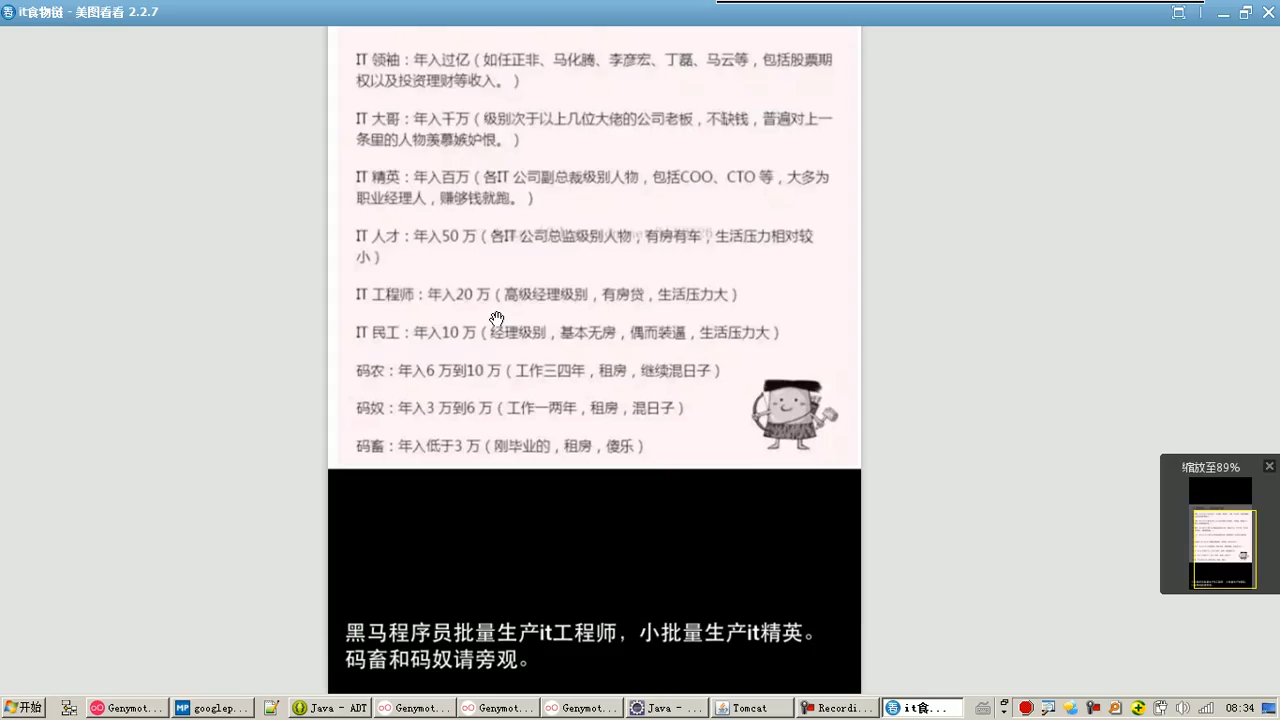 it食物链 - 美图看看 2.2.7
IT 领袖：年入过亿（如任正非、马化腾、李彦宏、丁磊、马云等，包括股票期
权以及投资理财等收入。）
IT 大哥：年入千万（级别次于以上几位大佬的公司老板，不缺钱，普遍对上一
条里的人物羡慕嫉妒恨。）
IT 精英：年入百万（各IT 公司副总裁级别人物，包括COO、CTO 等，大多为
职业经理人，赚够钱就跑。）
IT 人才：年入50 万（各IT 公司总监级别人物，有房有车，生活压力相对较
小）
IT 工程师：年入20 万（高级经理级别，有房贷，生活压力大）
IT 民工：年入10 万（经理级别，基本无房，偶而装逼，生活压力大）
码农：年入6 万到10 万（工作三四年，租房，继续混日子）
码奴：年入3 万到6 万（工作一两年，租房，混日子）
码畜：年入低于3 万（刚毕业的，租房，傻乐）
缩放至89%
黑马程序员批量生产it工程师，小批量生产it精英。
码畜和码奴请旁观。
开始 Genymot... MP googlep... Java - ADT Genymot... Genymot... Genymot... Java - ... Tomcat Recordi... it食... 08:34